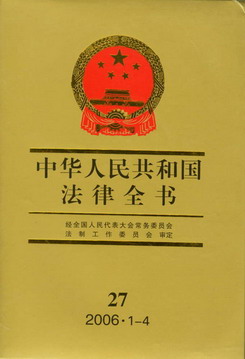 中华人民共和国
法律全书
经全国人民代表大会常务委员会
法制工作委员会 审定
27
2006·1-4